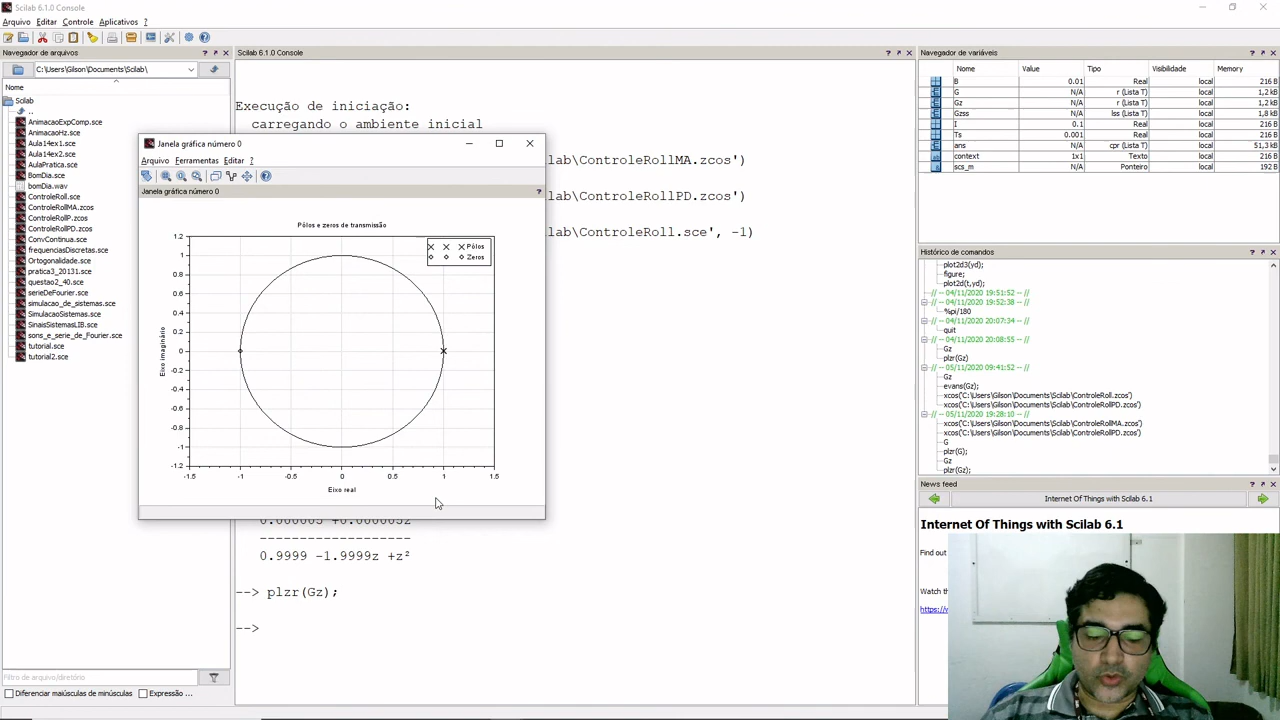 Scilab 6.1.0 Console
Arquivo Editar Controle Aplicativos ?
Navegador de arquivos ? ↗ ×
C:\Users\Gilson\Documents\Scilab\
Nome
Scilab
..
AnimacaoExpComp.sce
AnimacaoHz.sce
Aula14ex1.sce
Aula14ex2.sce
AulaPratica.sce
BomDia.sce
bomDia.wav
ControleRoll.sce
ControleRollMA.zcos
ControleRollP.zcos
ControleRollPD.zcos
ConvContinua.sce
frequenciasDiscretas.sce
Ortogonalidade.sce
pratica3_20131.sce
questao2_40.sce
serieDeFourier.sce
simulacao_de_sistemas.sce
SimulacaoSistemas.sce
SinaisSistemasLIB.sce
sons_e_serie_de_Fourier.sce
tutorial.sce
tutorial2.sce
Filtro de arquivo/diretório
Diferenciar maiúsculas de minúsculas Expressão ...
Scilab 6.1.0 Console ? ↗ ×
Execução de iniciação:
carregando o ambiente inicial
lab\ControleRollMA.zcos')
lab\ControleRollPD.zcos')
lab\ControleRoll.sce', -1)
------------------
0.9999 -1.9999z +z²
--> plzr(Gz);
-->
Janela gráfica número 0
Arquivo Ferramentas Editar ?
Janela gráfica número 0 ?
Pólos e zeros de transmissão
Pólos
Zeros
1.2
1
0.8
0.6
0.4
0.2
0
-0.2
-0.4
-0.6
-0.8
-1
-1.2
Eixo imaginário
-1.5 -1 -0.5 0 0.5 1 1.5
Eixo real
Navegador de variáveis ? ↗ ×
Nome Value Tipo Visibilidade Memory
B 0.01 Real local 216 B
G N/A r (Lista T) local 1,2 kB
Gz N/A r (Lista T) local 1,2 kB
Gzss N/A lss (Lista T) local 1,8 kB
I 0.1 Real local 216 B
Ts 0.001 Real local 216 B
ans N/A cpr (Lista T) local 51,3 kB
context 1x1 Texto local 216 B
scs_m N/A Ponteiro local 192 B
Histórico de comandos ? ↗ ×
plot2d3(yd);
figure;
plot2d(t,yd);
// -- 04/11/2020 19:51:52 -- //
// -- 04/11/2020 19:52:38 -- //
%pi/180
// -- 04/11/2020 20:07:34 -- //
quit
// -- 04/11/2020 20:08:55 -- //
Gz
plzr(Gz)
// -- 05/11/2020 09:41:52 -- //
Gz
evans(Gz);
xcos('C:\Users\Gilson\Documents\Scilab\ControleRoll.zcos')
xcos('C:\Users\Gilson\Documents\Scilab\ControleRollPD.zcos')
// -- 05/11/2020 19:28:10 -- //
xcos('C:\Users\Gilson\Documents\Scilab\ControleRollMA.zcos')
xcos('C:\Users\Gilson\Documents\Scilab\ControleRollPD.zcos')
G
plzr(G);
Gz
plzr(Gz);
News feed ? ↗ ×
Internet Of Things with Scilab 6.1
Internet Of Things with Scilab 6.1
Find out
Watch th
https://